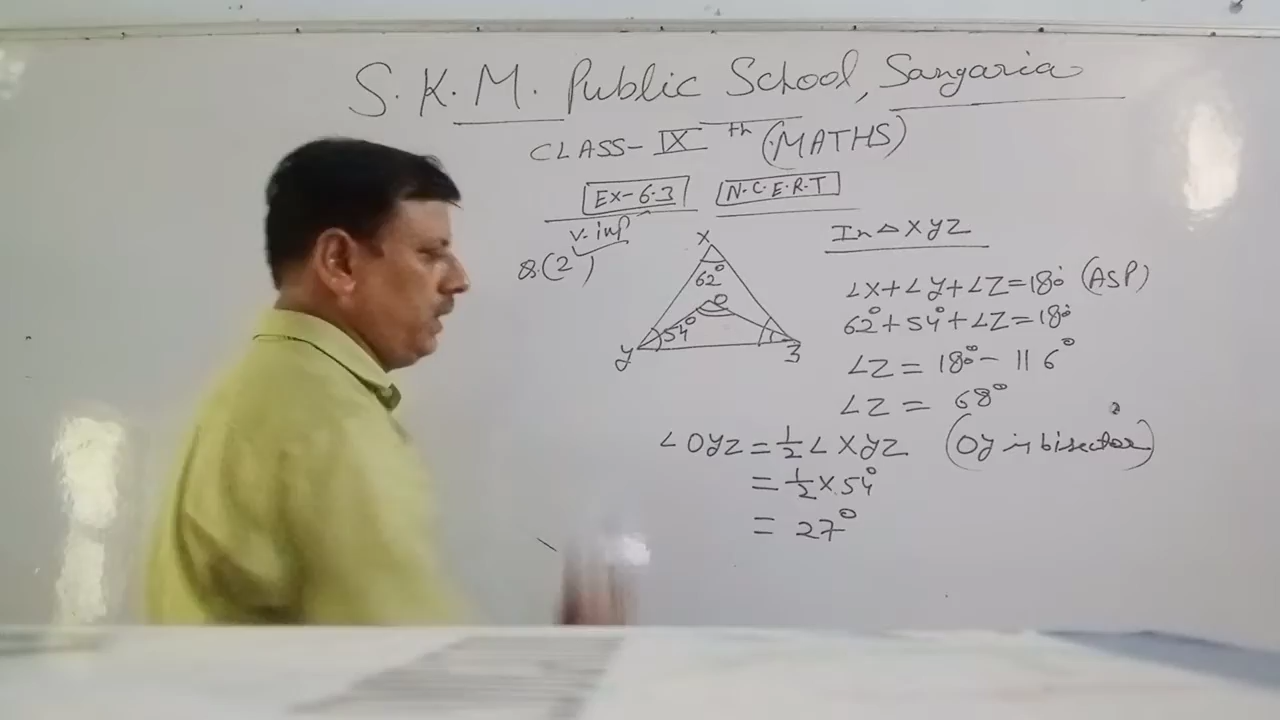 S.K.M. Public School, Sangaria
CLASS-IX th (MATHS)
Ex-6.3 N.C.E.R.T
v.imp
Q.(2)
X
62°
O
54°
y
3
In △XYZ
∠X+∠y+∠Z=180° (ASP)
62°+54°+∠Z=180°
∠Z = 180°- 116°
∠Z = 68°
∠OYZ = 1/2 ∠XYZ (Oy is bisector)
= 1/2 x 54°
= 27°